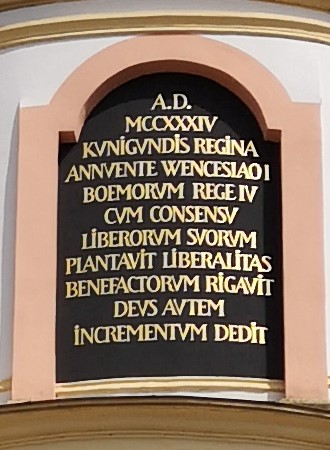 A.D.
MCCXXXIV
KVNIGVNDIS REGINA
ANNVENTE WENCESlAO I
BOEMORVM REGE IV
CVM CONSENSV
LIBERORVM SVORVM
PLANTAVIT LIBERALITAS
BENEFACTORVM RIGAVIT
DEVS AVTEM
INCREMENTVM DEDIT